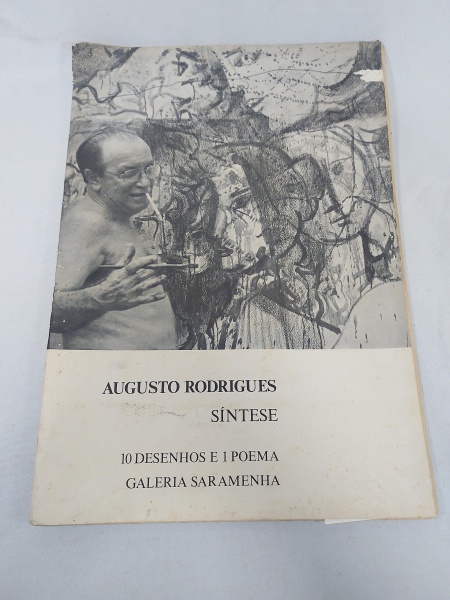 AUGUSTO RODRIGUES
SÍNTESE
10 DESENHOS E 1 POEMA
GALERIA SARAMENHA